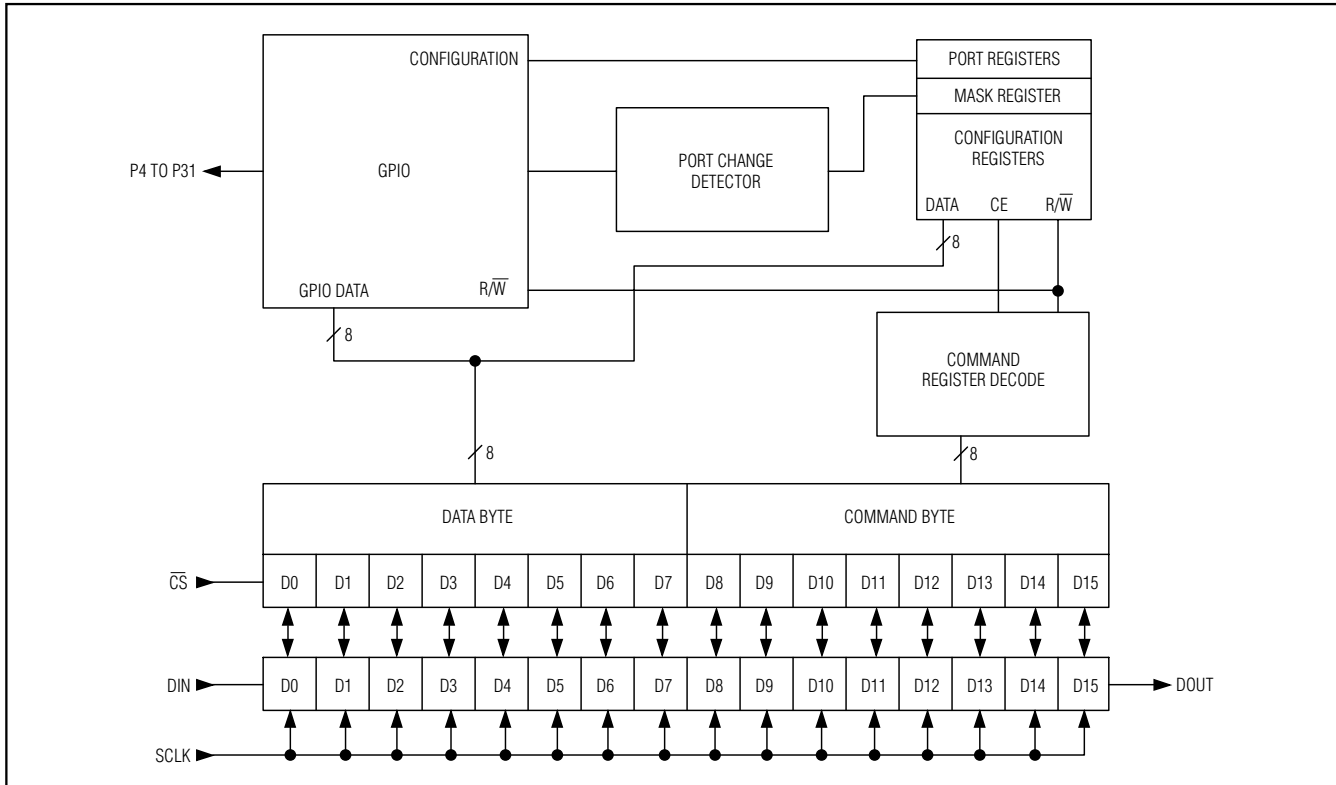 CONFIGURATION
PORT REGISTERS
MASK REGISTER
CONFIGURATION
REGISTERS
DATA CE R/W̅
P4 TO P31
GPIO
PORT CHANGE
DETECTOR
8
GPIO DATA R/W̅
8
COMMAND
REGISTER DECODE
8
8
DATA BYTE COMMAND BYTE
C̅S̅ D0 D1 D2 D3 D4 D5 D6 D7 D8 D9 D10 D11 D12 D13 D14 D15
DIN D0 D1 D2 D3 D4 D5 D6 D7 D8 D9 D10 D11 D12 D13 D14 D15 DOUT
SCLK